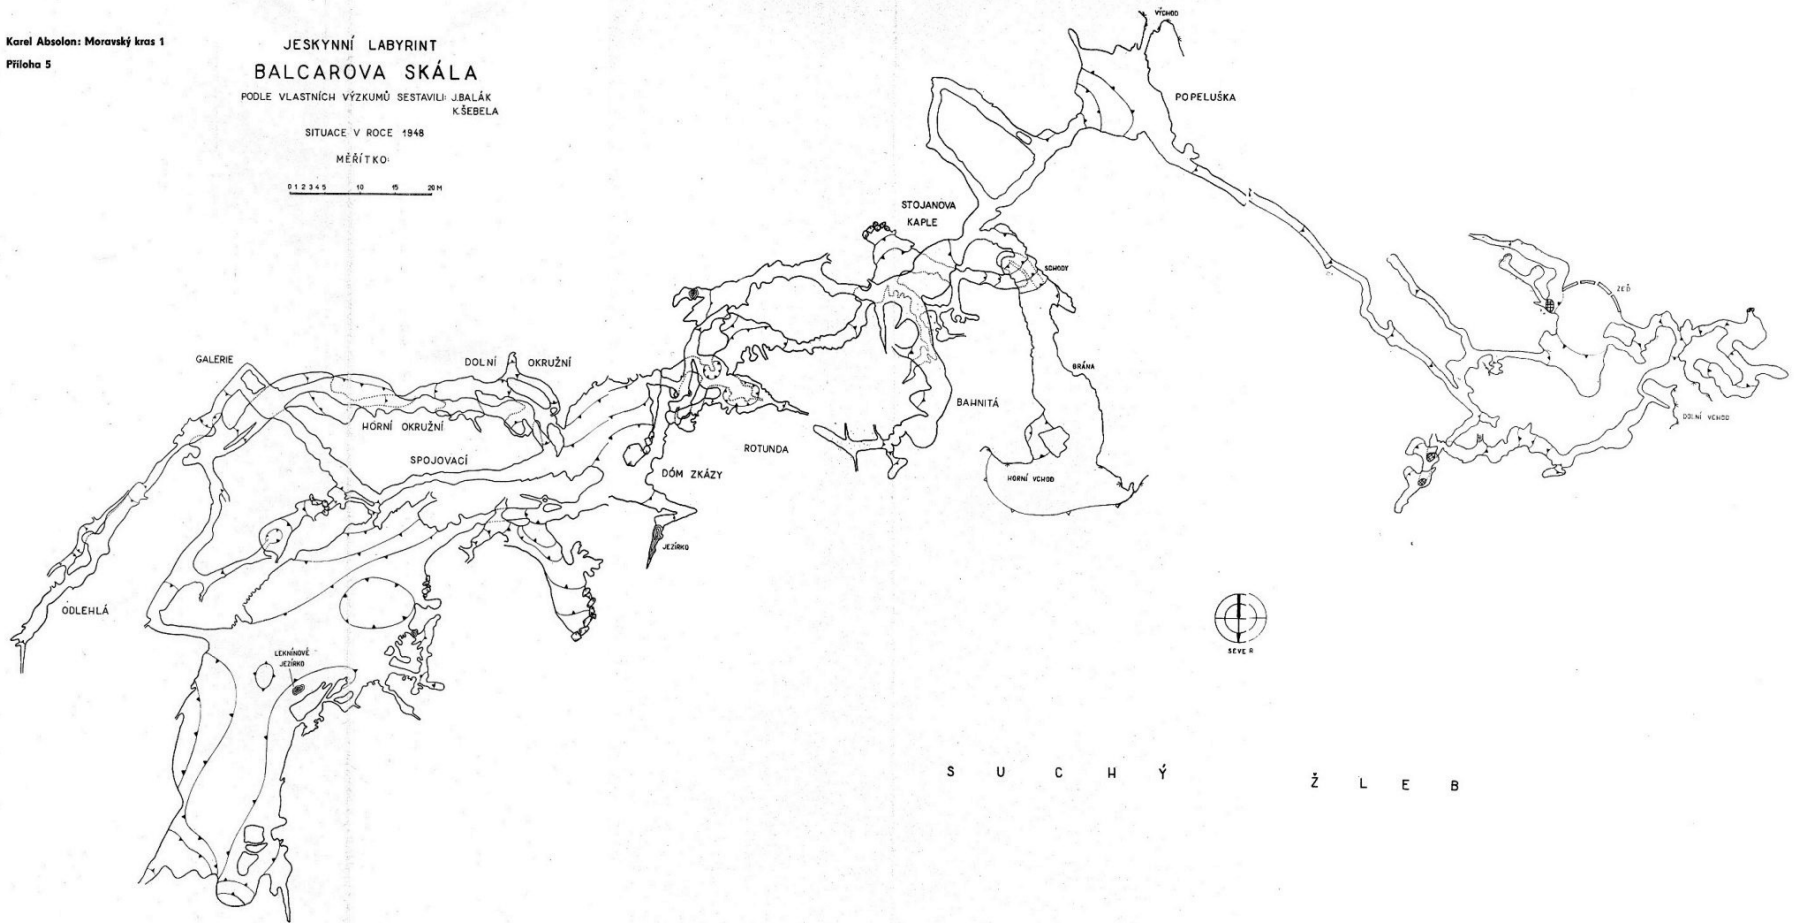 Karel Absolon: Moravský kras 1
Příloha 5
JESKYNNÍ LABYRINT
BALCAROVA SKÁLA
PODLE VLASTNÍCH VÝZKUMŮ SESTAVILI: J.BALÁK
K.ŠEBELA
SITUACE V ROCE 1948
MĚŘÍTKO:
0 1 2 3 4 5 10 15 20 M
VÝCHOD
POPELUŠKA
STOJANOVA
KAPLE
SCHODY
ZEĎ
GALERIE
DOLNÍ OKRUŽNÍ
BRÁNA
BAHNITÁ
DOLNÍ VCHOD
HORNÍ OKRUŽNÍ
SPOJOVACÍ
ROTUNDA
DÓM ZKÁZY
HORNÍ VCHOD
JEZÍRKO
ODLEHLÁ
LEKNÍNOVÉ
JEZÍRKO
SEVER
SUCHÝ ŽLEB